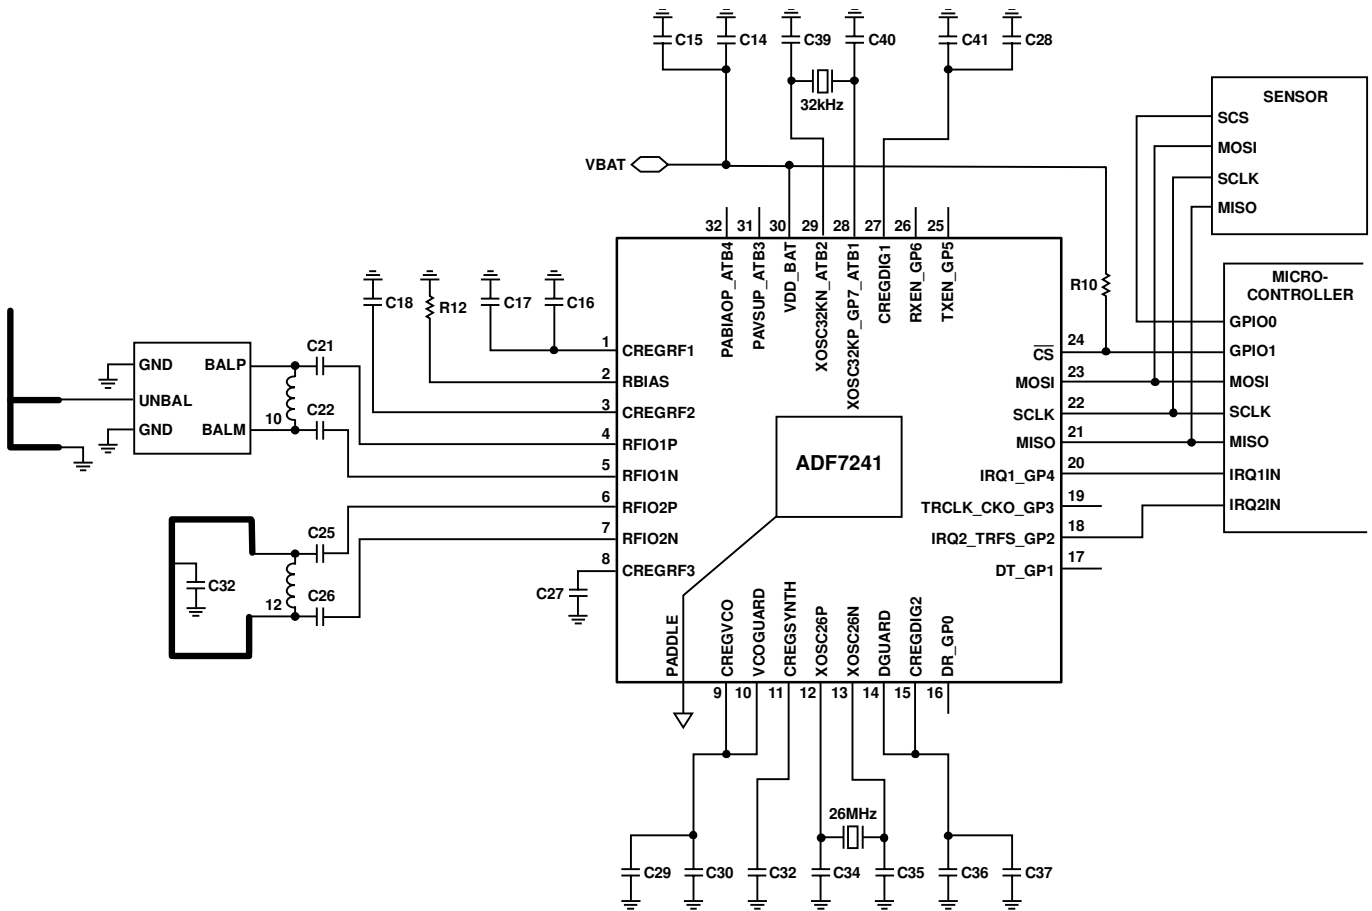 C15
C14
C39
C40
C41
C28
32kHz
VBAT
SENSOR
SCS
MOSI
SCLK
MISO
32
31
30
29
28
27
26
25
PABIAOP_ATB4
PAVSUP_ATB3
VDD_BAT
XOSC32KN_ATB2
XOSC32KP_GP7_ATB1
CREGDIG1
RXEN_GP6
TXEN_GP5
R10
MICRO-
CONTROLLER
GPIO0
GPIO1
MOSI
SCLK
MISO
IRQ1IN
IRQ2IN
C18
R12
C17
C16
C21
GND
BALP
UNBAL
C22
GND
BALM
10
C25
C32
12
C26
C27
1
CREGRF1
2
RBIAS
3
CREGRF2
4
RFIO1P
5
RFIO1N
6
RFIO2P
7
RFIO2N
8
CREGRF3
ADF7241
24
CS
23
MOSI
22
SCLK
21
MISO
20
IRQ1_GP4
19
TRCLK_CKO_GP3
18
IRQ2_TRFS_GP2
17
DT_GP1
PADDLE
CREGVCO
VCOGUARD
CREGSYNTH
XOSC26P
XOSC26N
DGUARD
CREGDIG2
DR_GP0
9
10
11
12
13
14
15
16
26MHz
C29
C30
C32
C34
C35
C36
C37